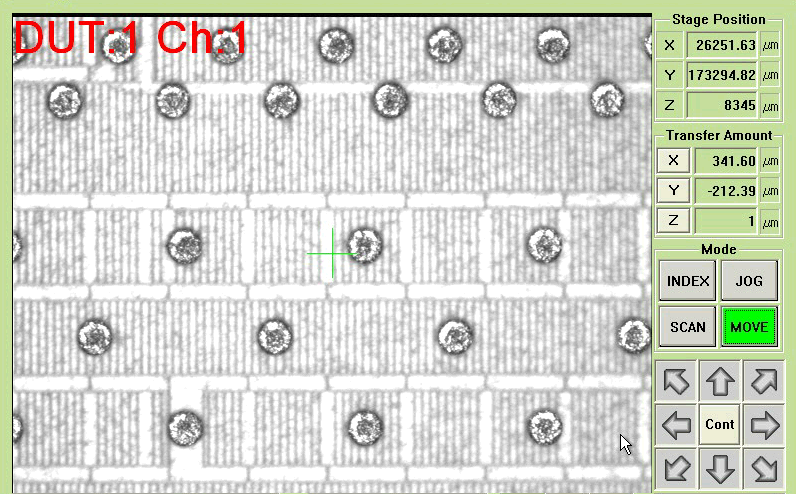 DUT:1 Ch:1
Stage Position
X 26251.63 μm
Y 173294.82 μm
Z 8345 μm
Transfer Amount
X 341.60 μm
Y -212.39 μm
Z 1 μm
Mode
INDEX JOG
SCAN MOVE
Cont